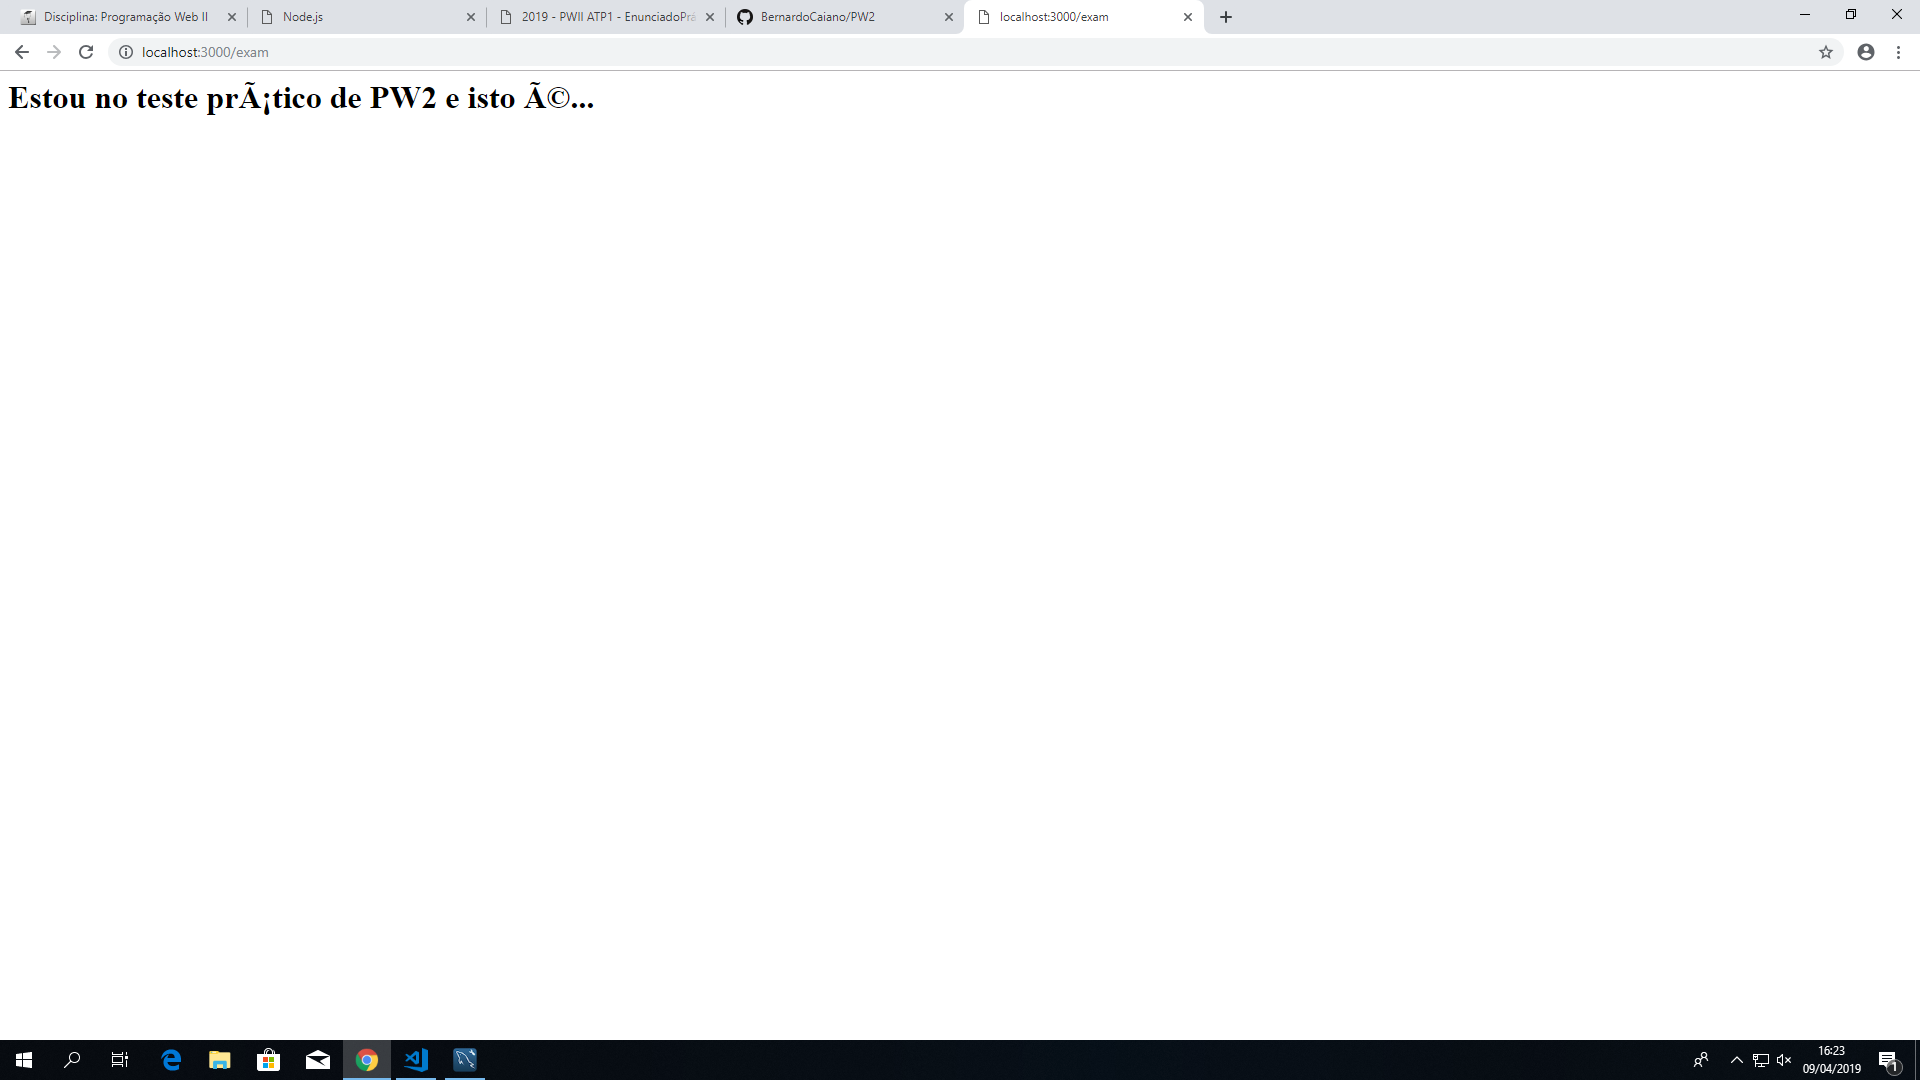 Disciplina: Programação Web II
Node.js
2019 - PWII ATP1 - EnunciadoPrá
BernardoCaiano/PW2
localhost:3000/exam
localhost:3000/exam
Estou no teste prÃ¡tico de PW2 e isto Ã©...
16:23
09/04/2019
1